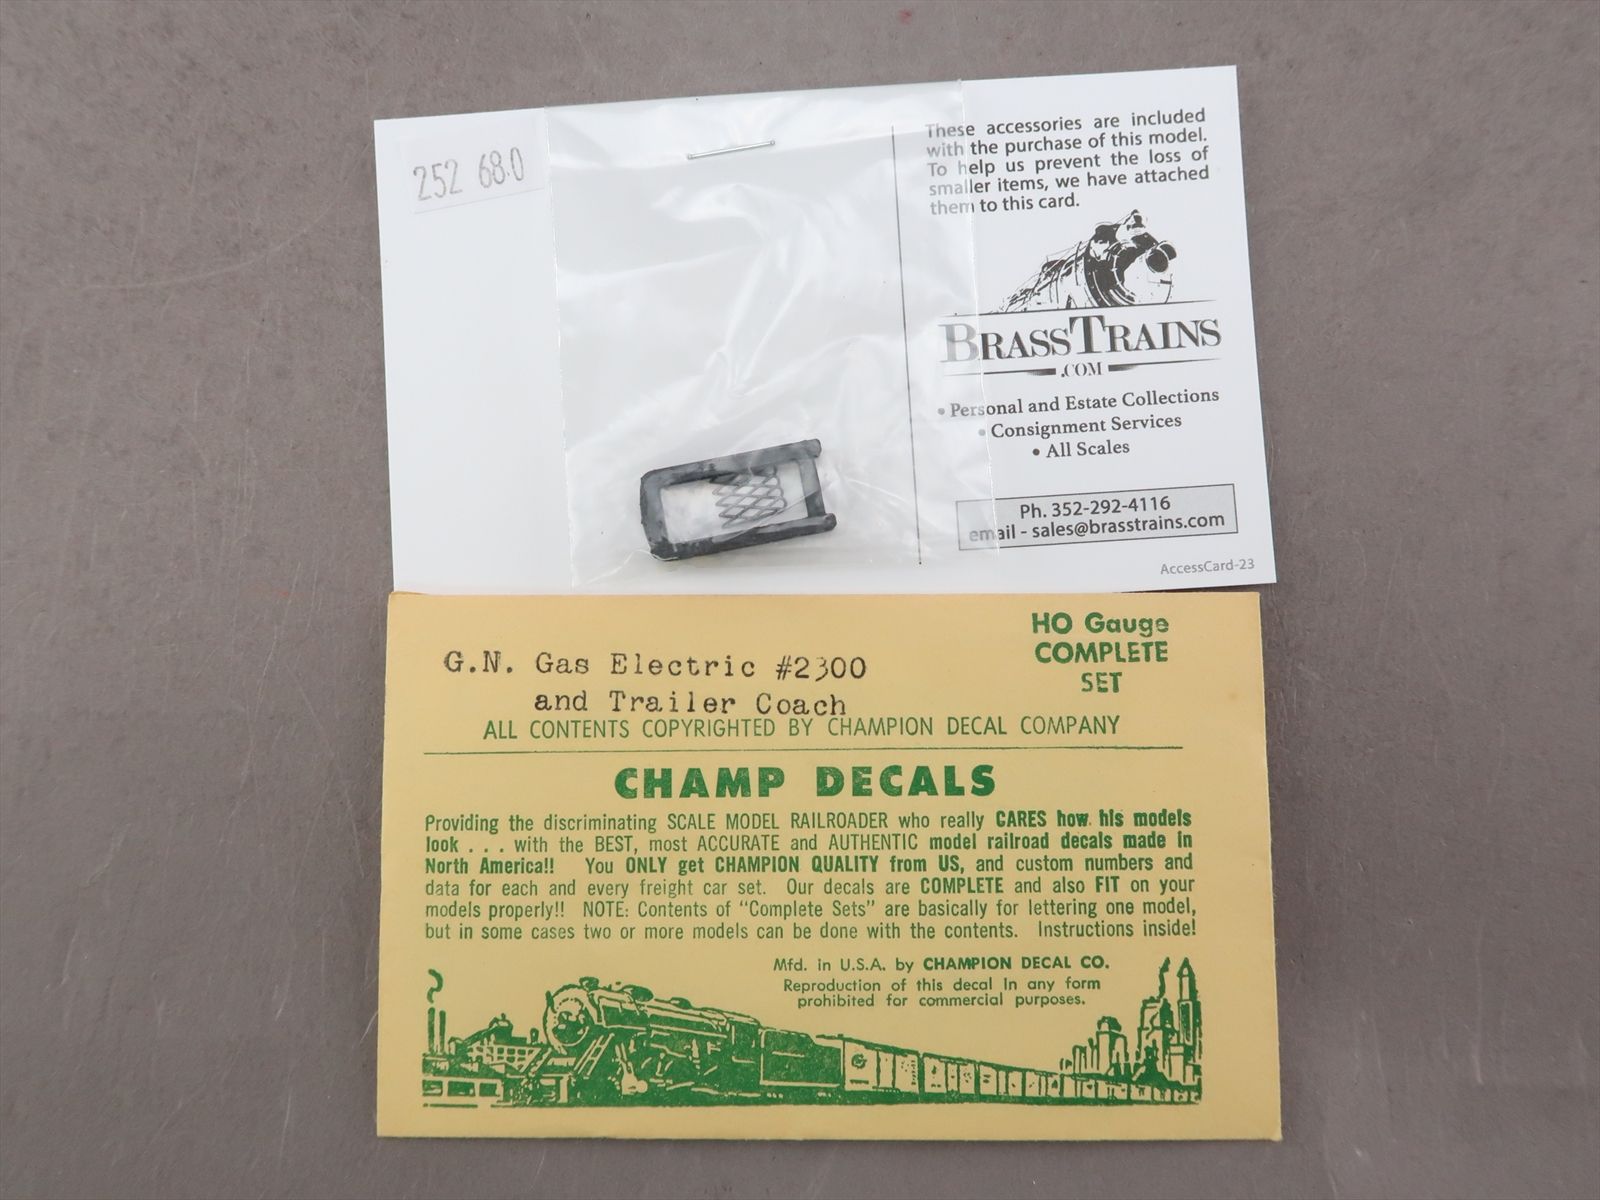 252 68.0
These accessories are included
with the purchase of this model.
To help us prevent the loss of
smaller items, we have attached
them to this card.
BRASSTRAINS
.COM
• Personal and Estate Collections
• Consignment Services
• All Scales
Ph. 352-292-4116
email - sales@brasstrains.com
AccessCard-23
HO Gauge
COMPLETE
SET
G.N. Gas Electric #2300
and Trailer Coach
ALL CONTENTS COPYRIGHTED BY CHAMPION DECAL COMPANY
CHAMP DECALS
Providing the discriminating SCALE MODEL RAILROADER who really CARES how his models
look . . . with the BEST, most ACCURATE and AUTHENTIC model railroad decals made in
North America!! You ONLY get CHAMPION QUALITY from US, and custom numbers and
data for each and every freight car set. Our decals are COMPLETE and also FIT on your
models properly!! NOTE: Contents of "Complete Sets" are basically for lettering one model,
but in some cases two or more models can be done with the contents. Instructions inside!
Mfd. in U.S.A. by CHAMPION DECAL CO.
Reproduction of this decal in any form
prohibited for commercial purposes.